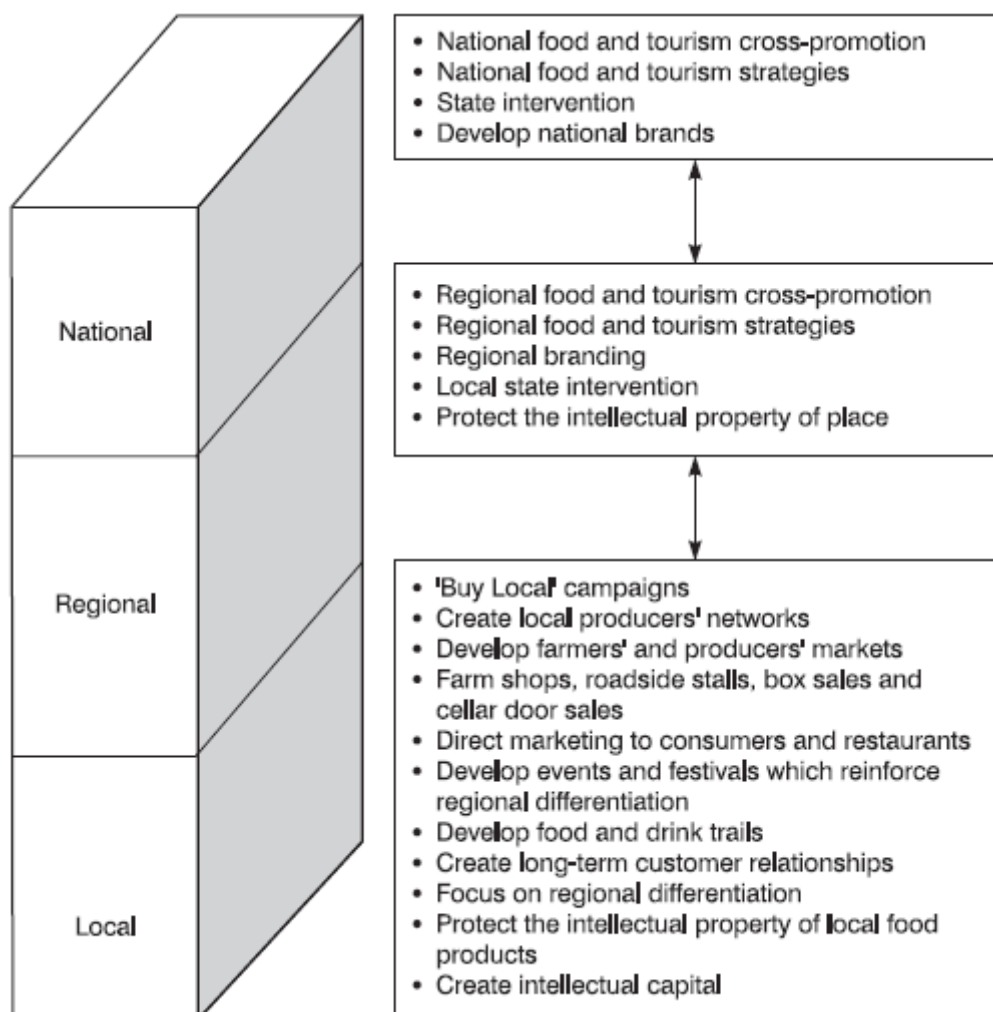 National
Regional
Local
• National food and tourism cross-promotion
• National food and tourism strategies
• State intervention
• Develop national brands
• Regional food and tourism cross-promotion
• Regional food and tourism strategies
• Regional branding
• Local state intervention
• Protect the intellectual property of place
• 'Buy Local' campaigns
• Create local producers' networks
• Develop farmers' and producers' markets
• Farm shops, roadside stalls, box sales and
cellar door sales
• Direct marketing to consumers and restaurants
• Develop events and festivals which reinforce
regional differentiation
• Develop food and drink trails
• Create long-term customer relationships
• Focus on regional differentiation
• Protect the intellectual property of local food
products
• Create intellectual capital